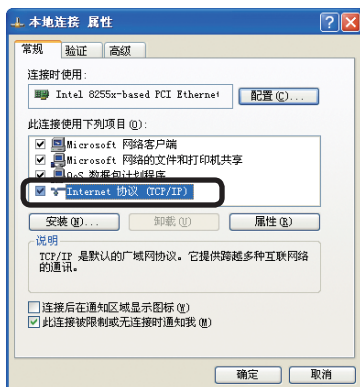 本地连接 属性
常规 验证 高级
连接时使用:
Intel 8255x-based PCI Ethernet 配置(C)...
此连接使用下列项目(O):
Microsoft 网络客户端
Microsoft 网络的文件和打印机共享
QoS 数据包计划程序
Internet 协议 (TCP/IP)
安装(N)... 卸载(U) 属性(R)
说明
TCP/IP 是默认的广域网协议。它提供跨越多种互联网络
的通讯。
连接后在通知区域显示图标(W)
此连接被限制或无连接时通知我(M)
确定 取消